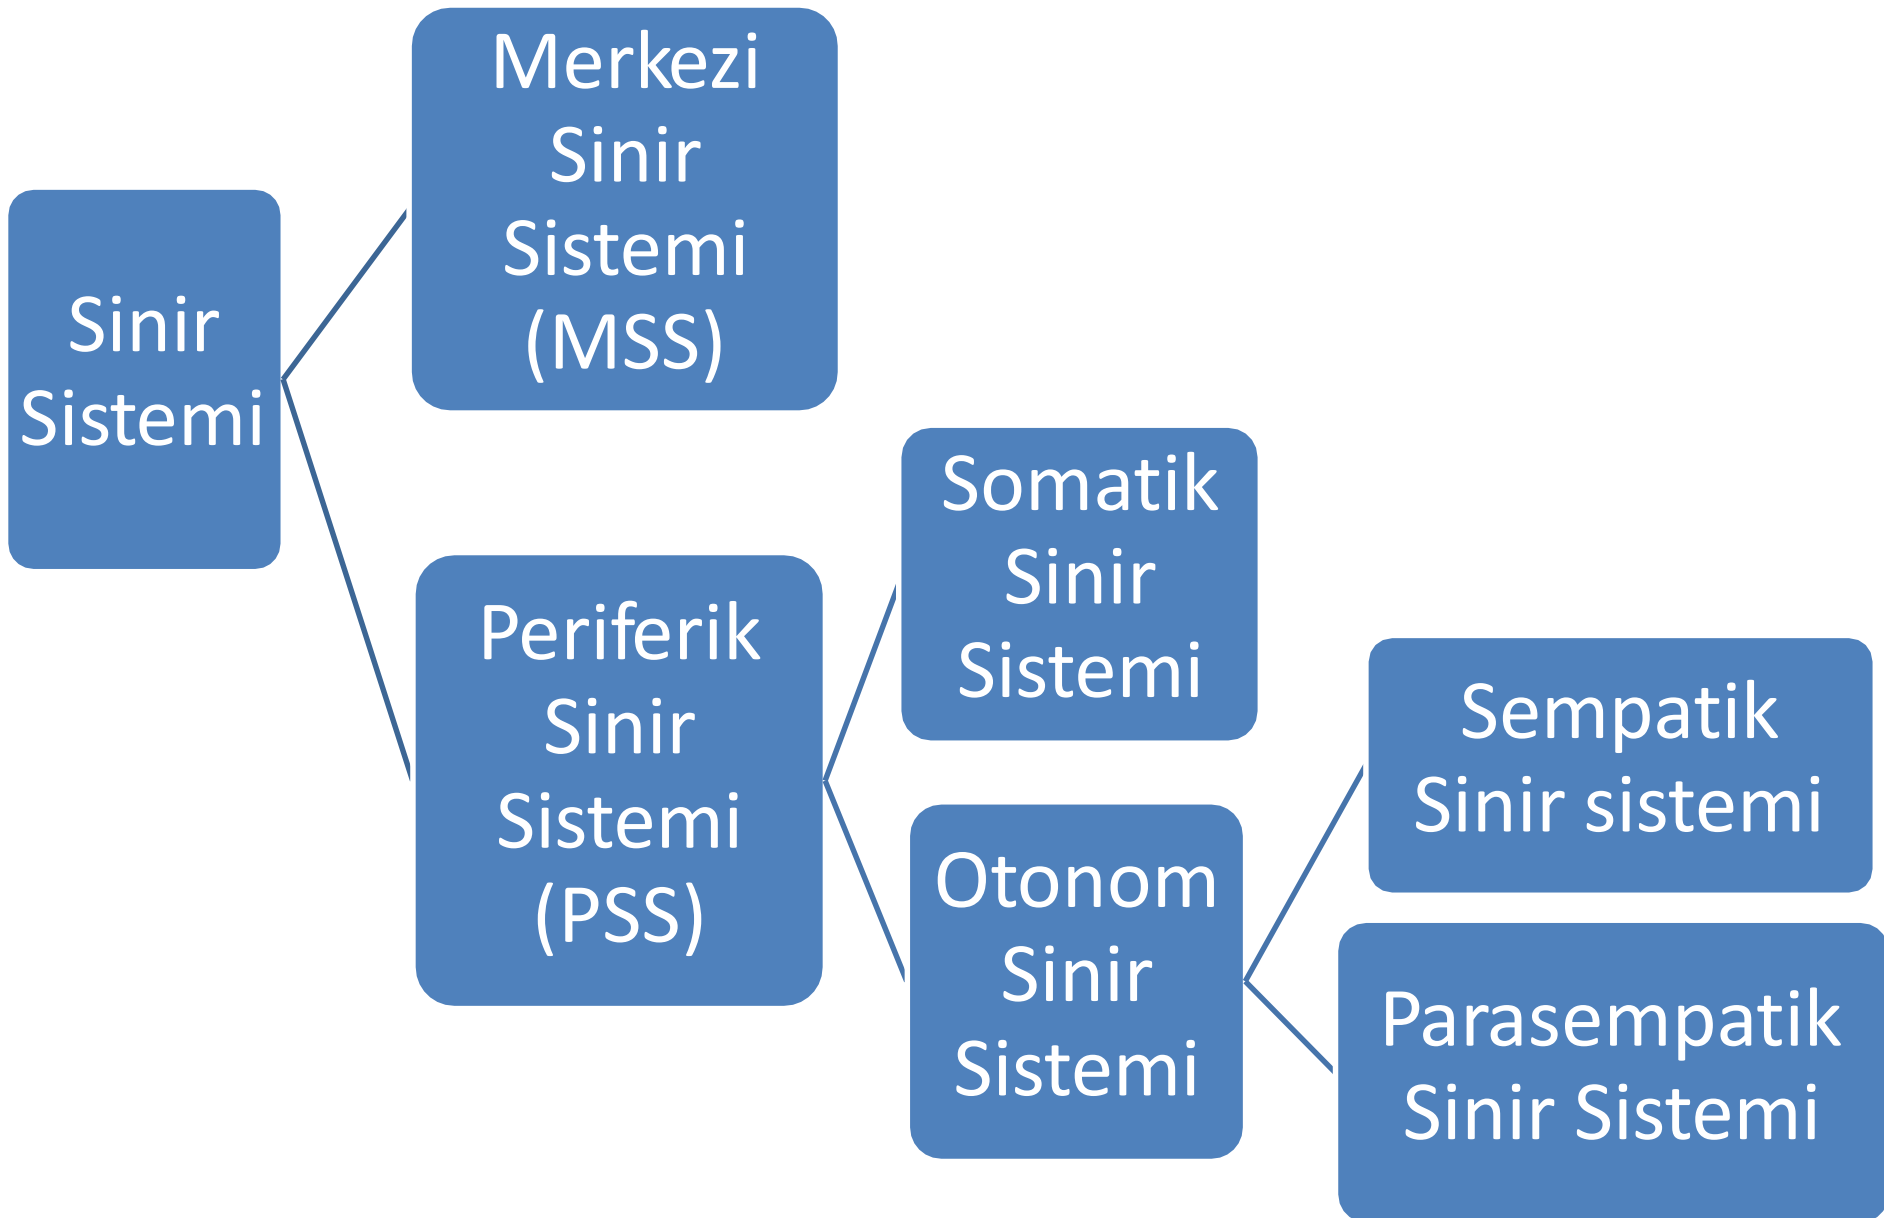 Sinir
Sistemi
Merkezi
Sinir
Sistemi
(MSS)
Periferik
Sinir
Sistemi
(PSS)
Somatik
Sinir
Sistemi
Otonom
Sinir
Sistemi
Sempatik
Sinir sistemi
Parasempatik
Sinir Sistemi